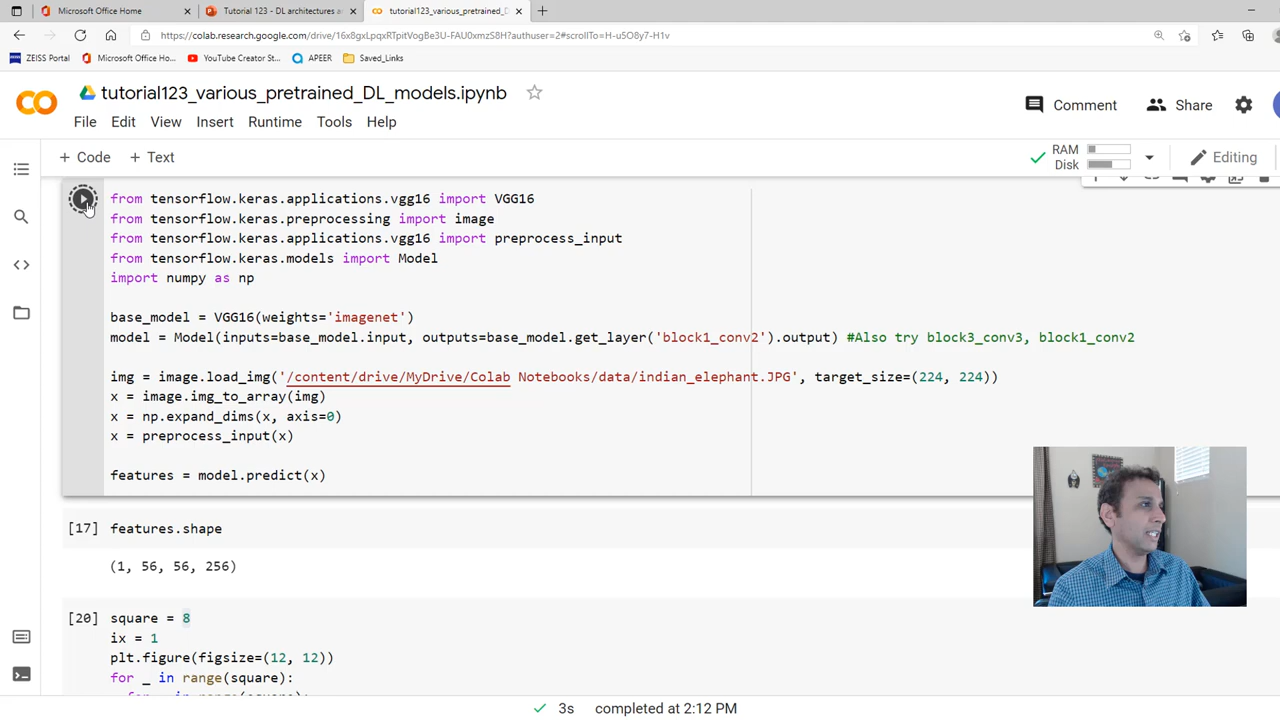 Microsoft Office Home
Tutorial 123 - DL architectures a
tutorial123_various_pretrained_D
https://colab.research.google.com/drive/16x8gxLpqxRTpitVogBe3U-FAU0xmzS8H?authuser=2#scrollTo=H-u5O8y7-H1v
ZEISS Portal
Microsoft Office Ho...
YouTube Creator St...
APEER
Saved_Links
tutorial123_various_pretrained_DL_models.ipynb
Comment
Share
File Edit View Insert Runtime Tools Help
+ Code + Text
RAM
Disk
Editing
from tensorflow.keras.applications.vgg16 import VGG16
from tensorflow.keras.preprocessing import image
from tensorflow.keras.applications.vgg16 import preprocess_input
from tensorflow.keras.models import Model
import numpy as np
base_model = VGG16(weights='imagenet')
model = Model(inputs=base_model.input, outputs=base_model.get_layer('block1_conv2').output) #Also try block3_conv3, block1_conv2
img = image.load_img('/content/drive/MyDrive/Colab Notebooks/data/indian_elephant.JPG', target_size=(224, 224))
x = image.img_to_array(img)
x = np.expand_dims(x, axis=0)
x = preprocess_input(x)
features = model.predict(x)
[17] features.shape
(1, 56, 56, 256)
[20] square = 8
ix = 1
plt.figure(figsize=(12, 12))
for _ in range(square):
3s completed at 2:12 PM